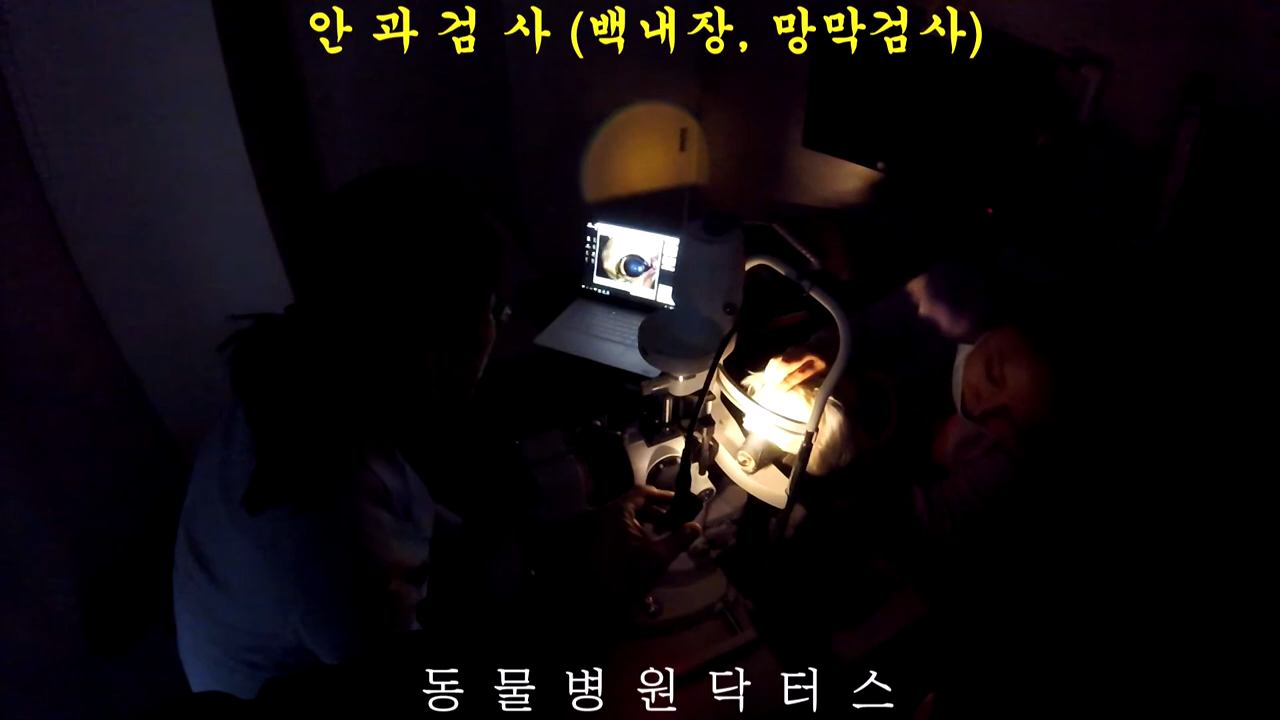 안 과 검 사 (백내장, 망막검사)
동 물 병 원 닥 터 스